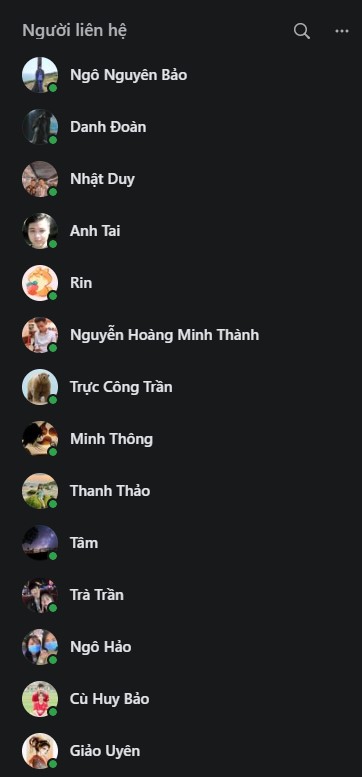 Người liên hệ
Ngô Nguyên Bảo
Danh Đoàn
Nhật Duy
Anh Tai
Rin
Nguyễn Hoàng Minh Thành
Trực Công Trần
Minh Thông
Thanh Thảo
Tâm
Trà Trần
Ngô Hảo
Cù Huy Bảo
Giảo Uyên